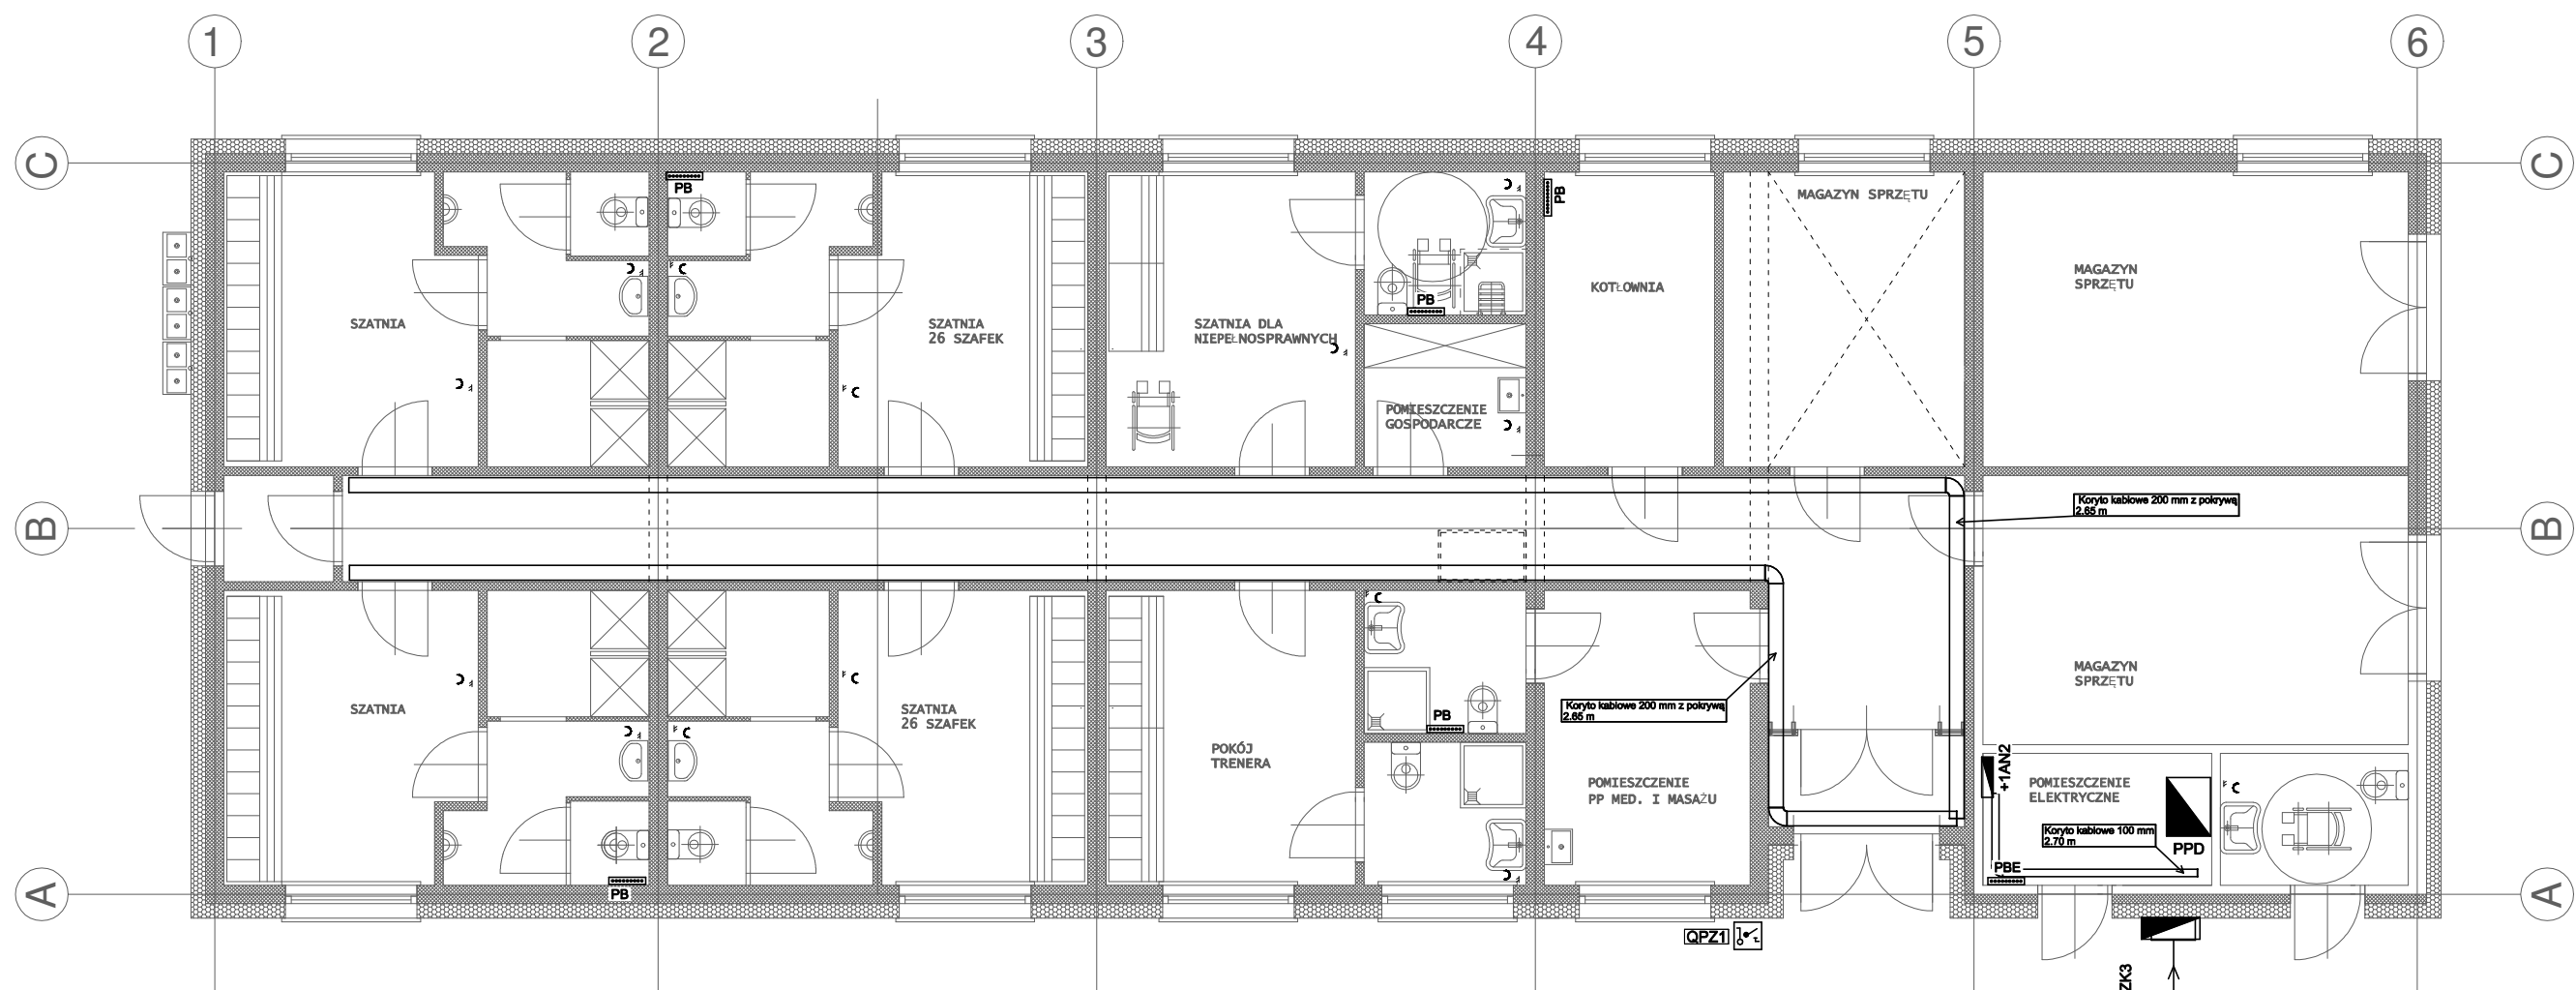 1
2
3
4
5
6
C
C
PB
PB
MAGAZYN SPRZĘTU
MAGAZYN
SPRZĘTU
KOTŁOWNIA
PB
SZATNIA
SZATNIA
26 SZAFEK
SZATNIA DLA
NIEPEŁNOSPRAWNYCH
POMIESZCZENIE
GOSPODARCZE
Koryto kablowe 200 mm z pokrywą
2.65 m
B
B
MAGAZYN
SPRZĘTU
SZATNIA
SZATNIA
26 SZAFEK
PB
Koryto kablowe 200 mm z pokrywą
2.65 m
POKÓJ
TRENERA
POMIESZCZENIE
PP MED. I MASAŻU
+1AN2
POMIESZCZENIE
ELEKTRYCZNE
Koryto kablowe 100 mm
2.70 m
PPD
PBE
A
PB
A
QPZ1
ZK3